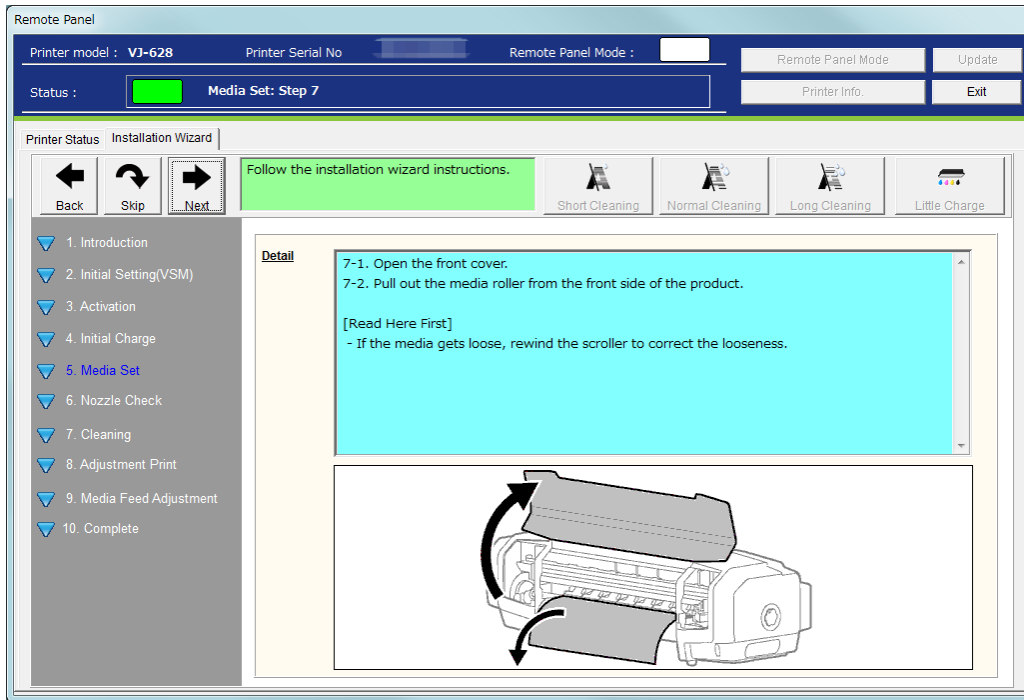 Remote Panel
Printer model : VJ-628 Printer Serial No Remote Panel Mode :
Remote Panel Mode Update
Status : Media Set: Step 7
Printer Info. Exit
Printer Status Installation Wizard
Back Skip Next
Follow the installation wizard instructions.
Short Cleaning Normal Cleaning Long Cleaning Little Charge
1. Introduction
2. Initial Setting(VSM)
3. Activation
4. Initial Charge
5. Media Set
6. Nozzle Check
7. Cleaning
8. Adjustment Print
9. Media Feed Adjustment
10. Complete
Detail
7-1. Open the front cover.
7-2. Pull out the media roller from the front side of the product.
[Read Here First]
- If the media gets loose, rewind the scroller to correct the looseness.